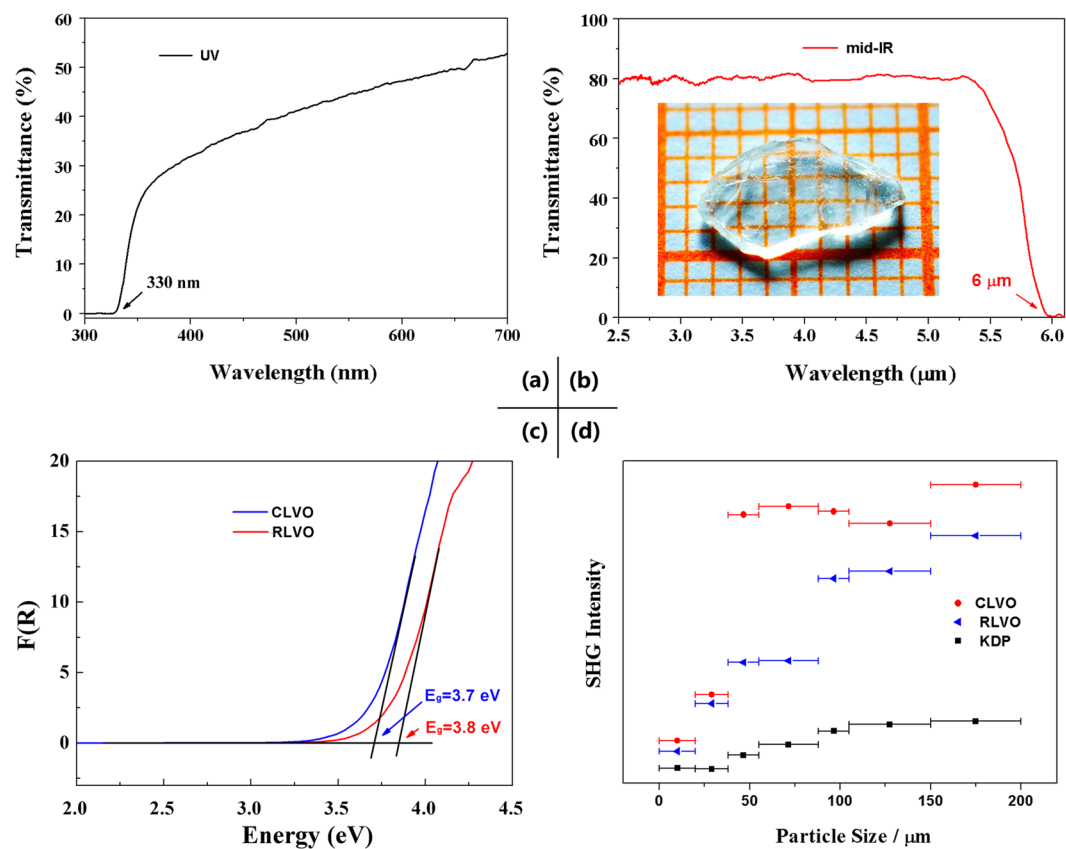 60
50
40
30
20
10
0
Transmittance (%)
UV
330 nm
300
400
500
600
700
Wavelength (nm)
100
80
60
40
20
0
Transmittance (%)
mid-IR
6 μm
2.5
3.0
3.5
4.0
4.5
5.0
5.5
6.0
Wavelength (μm)
(a)
(b)
(c)
(d)
20
15
10
5
0
F(R)
CLVO
RLVO
Eg=3.7 eV
Eg=3.8 eV
2.0
2.5
3.0
3.5
4.0
4.5
Energy (eV)
SHG Intensity
CLVO
RLVO
KDP
0
50
100
150
200
Particle Size / μm